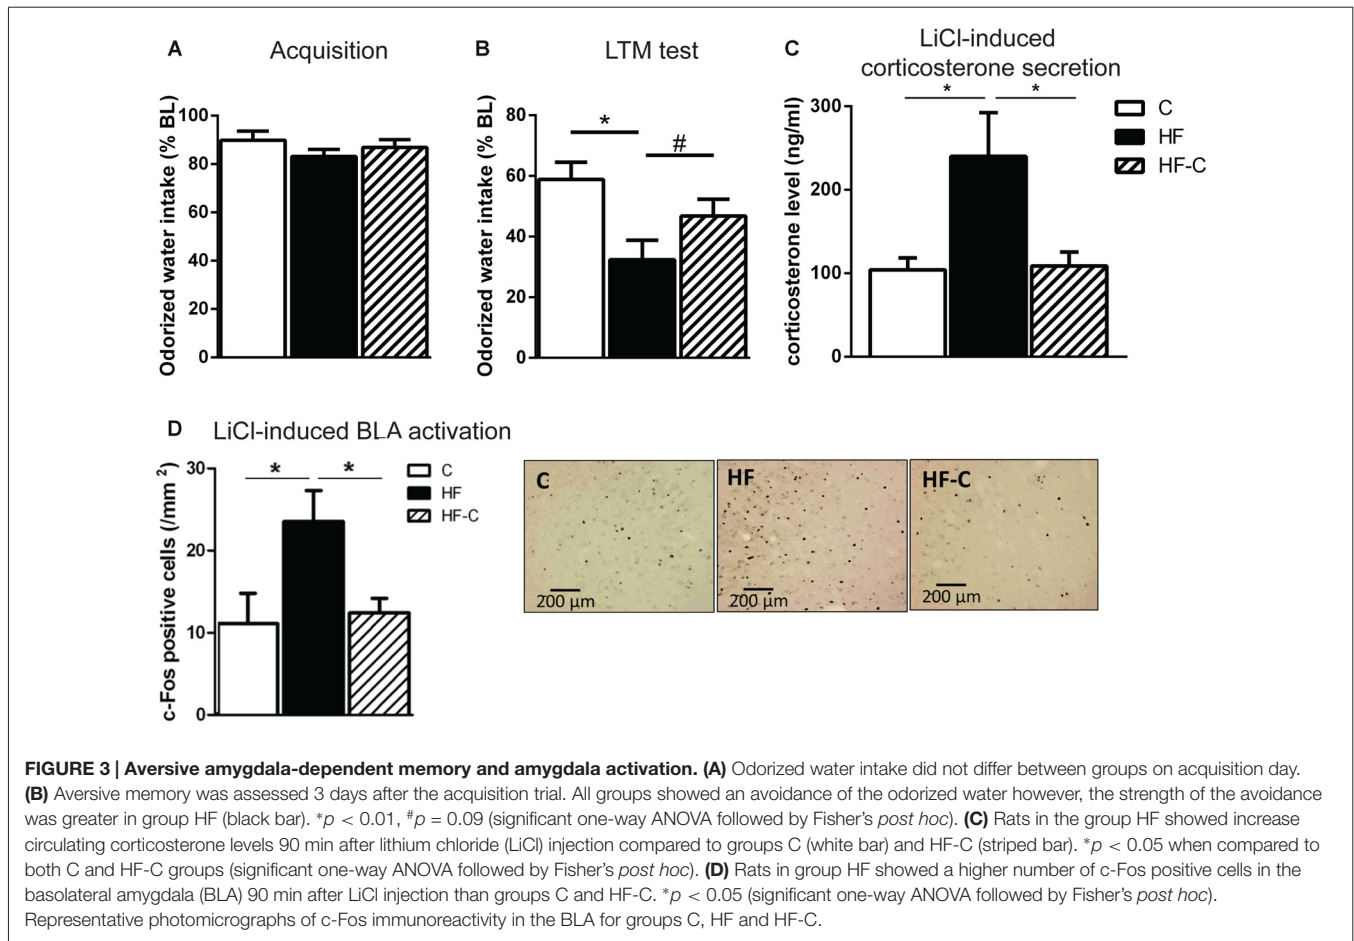 A
Acquisition
Odorized water intake (% BL)
100
80
60
40
20
0
B
LTM test
Odorized water intake (% BL)
80
60
40
20
0
*
#
C
LiCl-induced
corticosterone secretion
corticosterone level (ng/ml)
300
200
100
0
*
*
C
HF
HF-C
D
LiCl-induced BLA activation
c-Fos positive cells (/mm²)
30
20
10
0
*
*
C
HF
HF-C
C
200 µm
HF
200 µm
HF-C
200 µm
FIGURE 3 | Aversive amygdala-dependent memory and amygdala activation. (A) Odorized water intake did not differ between groups on acquisition day.
(B) Aversive memory was assessed 3 days after the acquisition trial. All groups showed an avoidance of the odorized water however, the strength of the avoidance
was greater in group HF (black bar). *p < 0.01, #p = 0.09 (significant one-way ANOVA followed by Fisher's post hoc). (C) Rats in the group HF showed increase
circulating corticosterone levels 90 min after lithium chloride (LiCl) injection compared to groups C (white bar) and HF-C (striped bar). *p < 0.05 when compared to
both C and HF-C groups (significant one-way ANOVA followed by Fisher's post hoc). (D) Rats in group HF showed a higher number of c-Fos positive cells in the
basolateral amygdala (BLA) 90 min after LiCl injection than groups C and HF-C. *p < 0.05 (significant one-way ANOVA followed by Fisher's post hoc).
Representative photomicrographs of c-Fos immunoreactivity in the BLA for groups C, HF and HF-C.